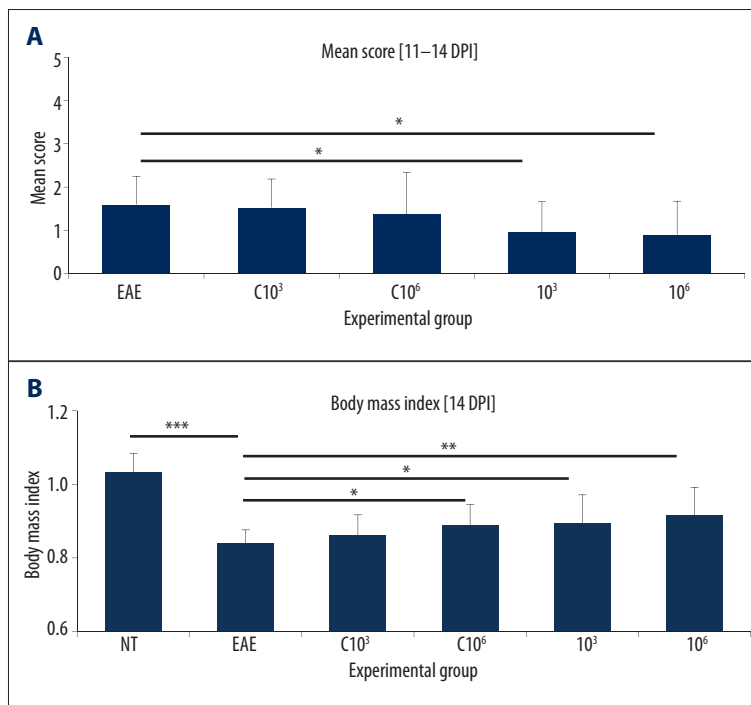 A
Mean score [11–14 DPI]
Mean score
5
4
3
2
1
0
*
*
EAE C10³ C10⁶ 10³ 10⁶
Experimental group
B
Body mass index [14 DPI]
Body mass index
1.2
1.0
0.8
0.6
***
**
*
*
NT EAE C10³ C10⁶ 10³ 10⁶
Experimental group